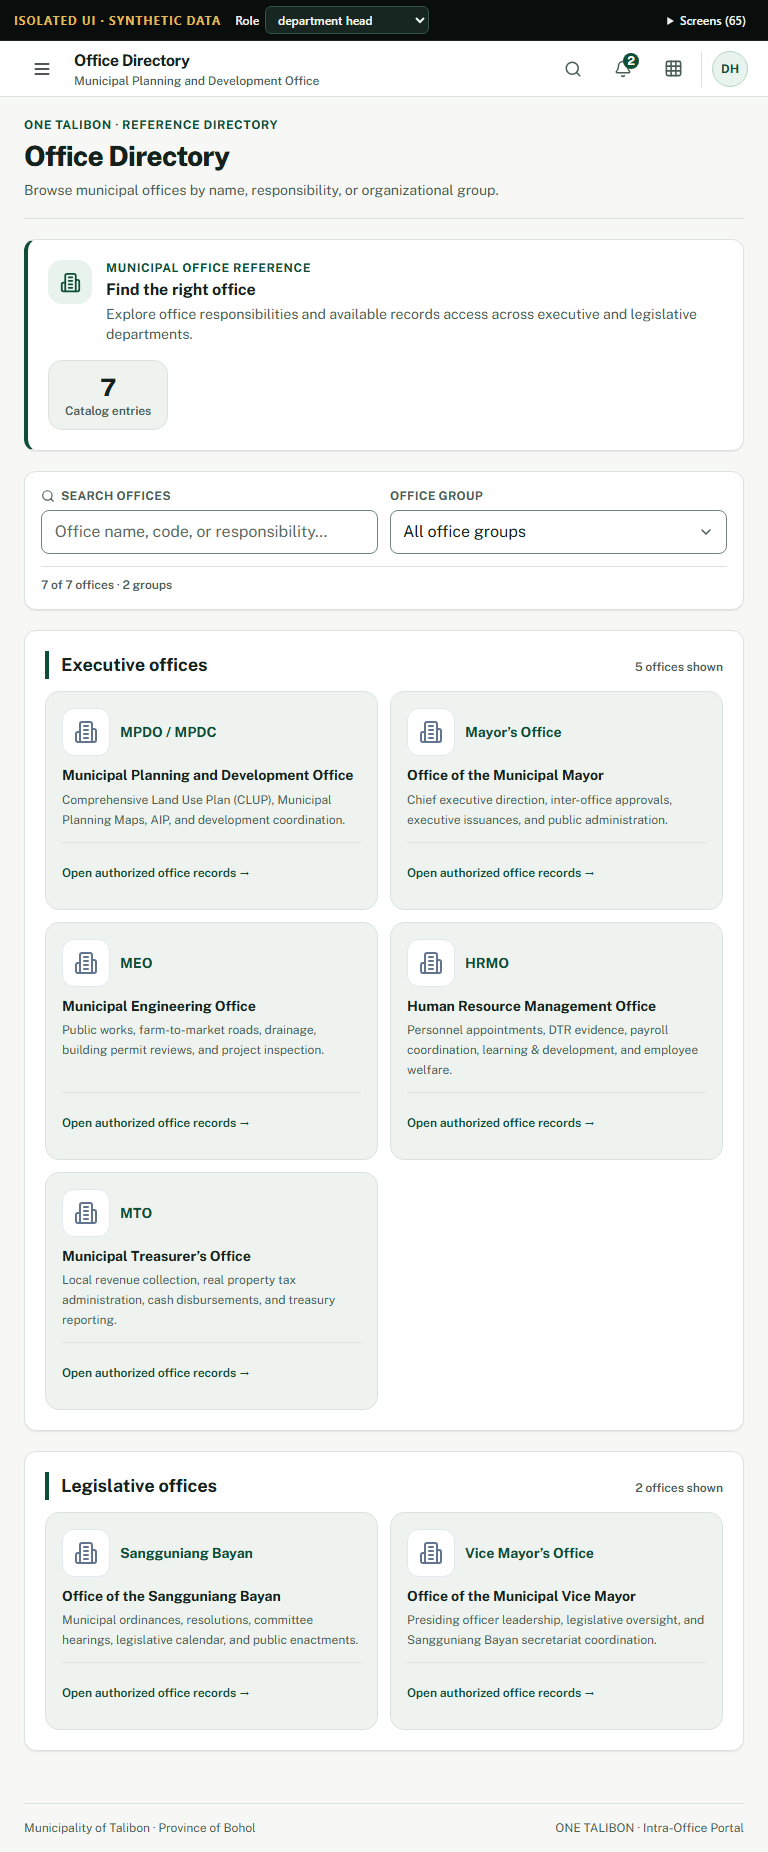 ISOLATED UI · SYNTHETIC DATA Role department head ▶ Screens (65)
Office Directory
Municipal Planning and Development Office
2
DH
ONE TALIBON · REFERENCE DIRECTORY
Office Directory
Browse municipal offices by name, responsibility, or organizational group.
MUNICIPAL OFFICE REFERENCE
Find the right office
Explore office responsibilities and available records access across executive and legislative
departments.
7
Catalog entries
SEARCH OFFICES
Office name, code, or responsibility...
OFFICE GROUP
All office groups
7 of 7 offices · 2 groups
Executive offices
5 offices shown
MPDO / MPDC
Municipal Planning and Development Office
Comprehensive Land Use Plan (CLUP), Municipal
Planning Maps, AIP, and development coordination.
Open authorized office records →
Mayor’s Office
Office of the Municipal Mayor
Chief executive direction, inter-office approvals,
executive issuances, and public administration.
Open authorized office records →
MEO
Municipal Engineering Office
Public works, farm-to-market roads, drainage,
building permit reviews, and project inspection.
Open authorized office records →
HRMO
Human Resource Management Office
Personnel appointments, DTR evidence, payroll
coordination, learning & development, and employee
welfare.
Open authorized office records →
MTO
Municipal Treasurer’s Office
Local revenue collection, real property tax
administration, cash disbursements, and treasury
reporting.
Open authorized office records →
Legislative offices
2 offices shown
Sangguniang Bayan
Office of the Sangguniang Bayan
Municipal ordinances, resolutions, committee
hearings, legislative calendar, and public enactments.
Open authorized office records →
Vice Mayor’s Office
Office of the Municipal Vice Mayor
Presiding officer leadership, legislative oversight, and
Sangguniang Bayan secretariat coordination.
Open authorized office records →
Municipality of Talibon · Province of Bohol
ONE TALIBON · Intra-Office Portal